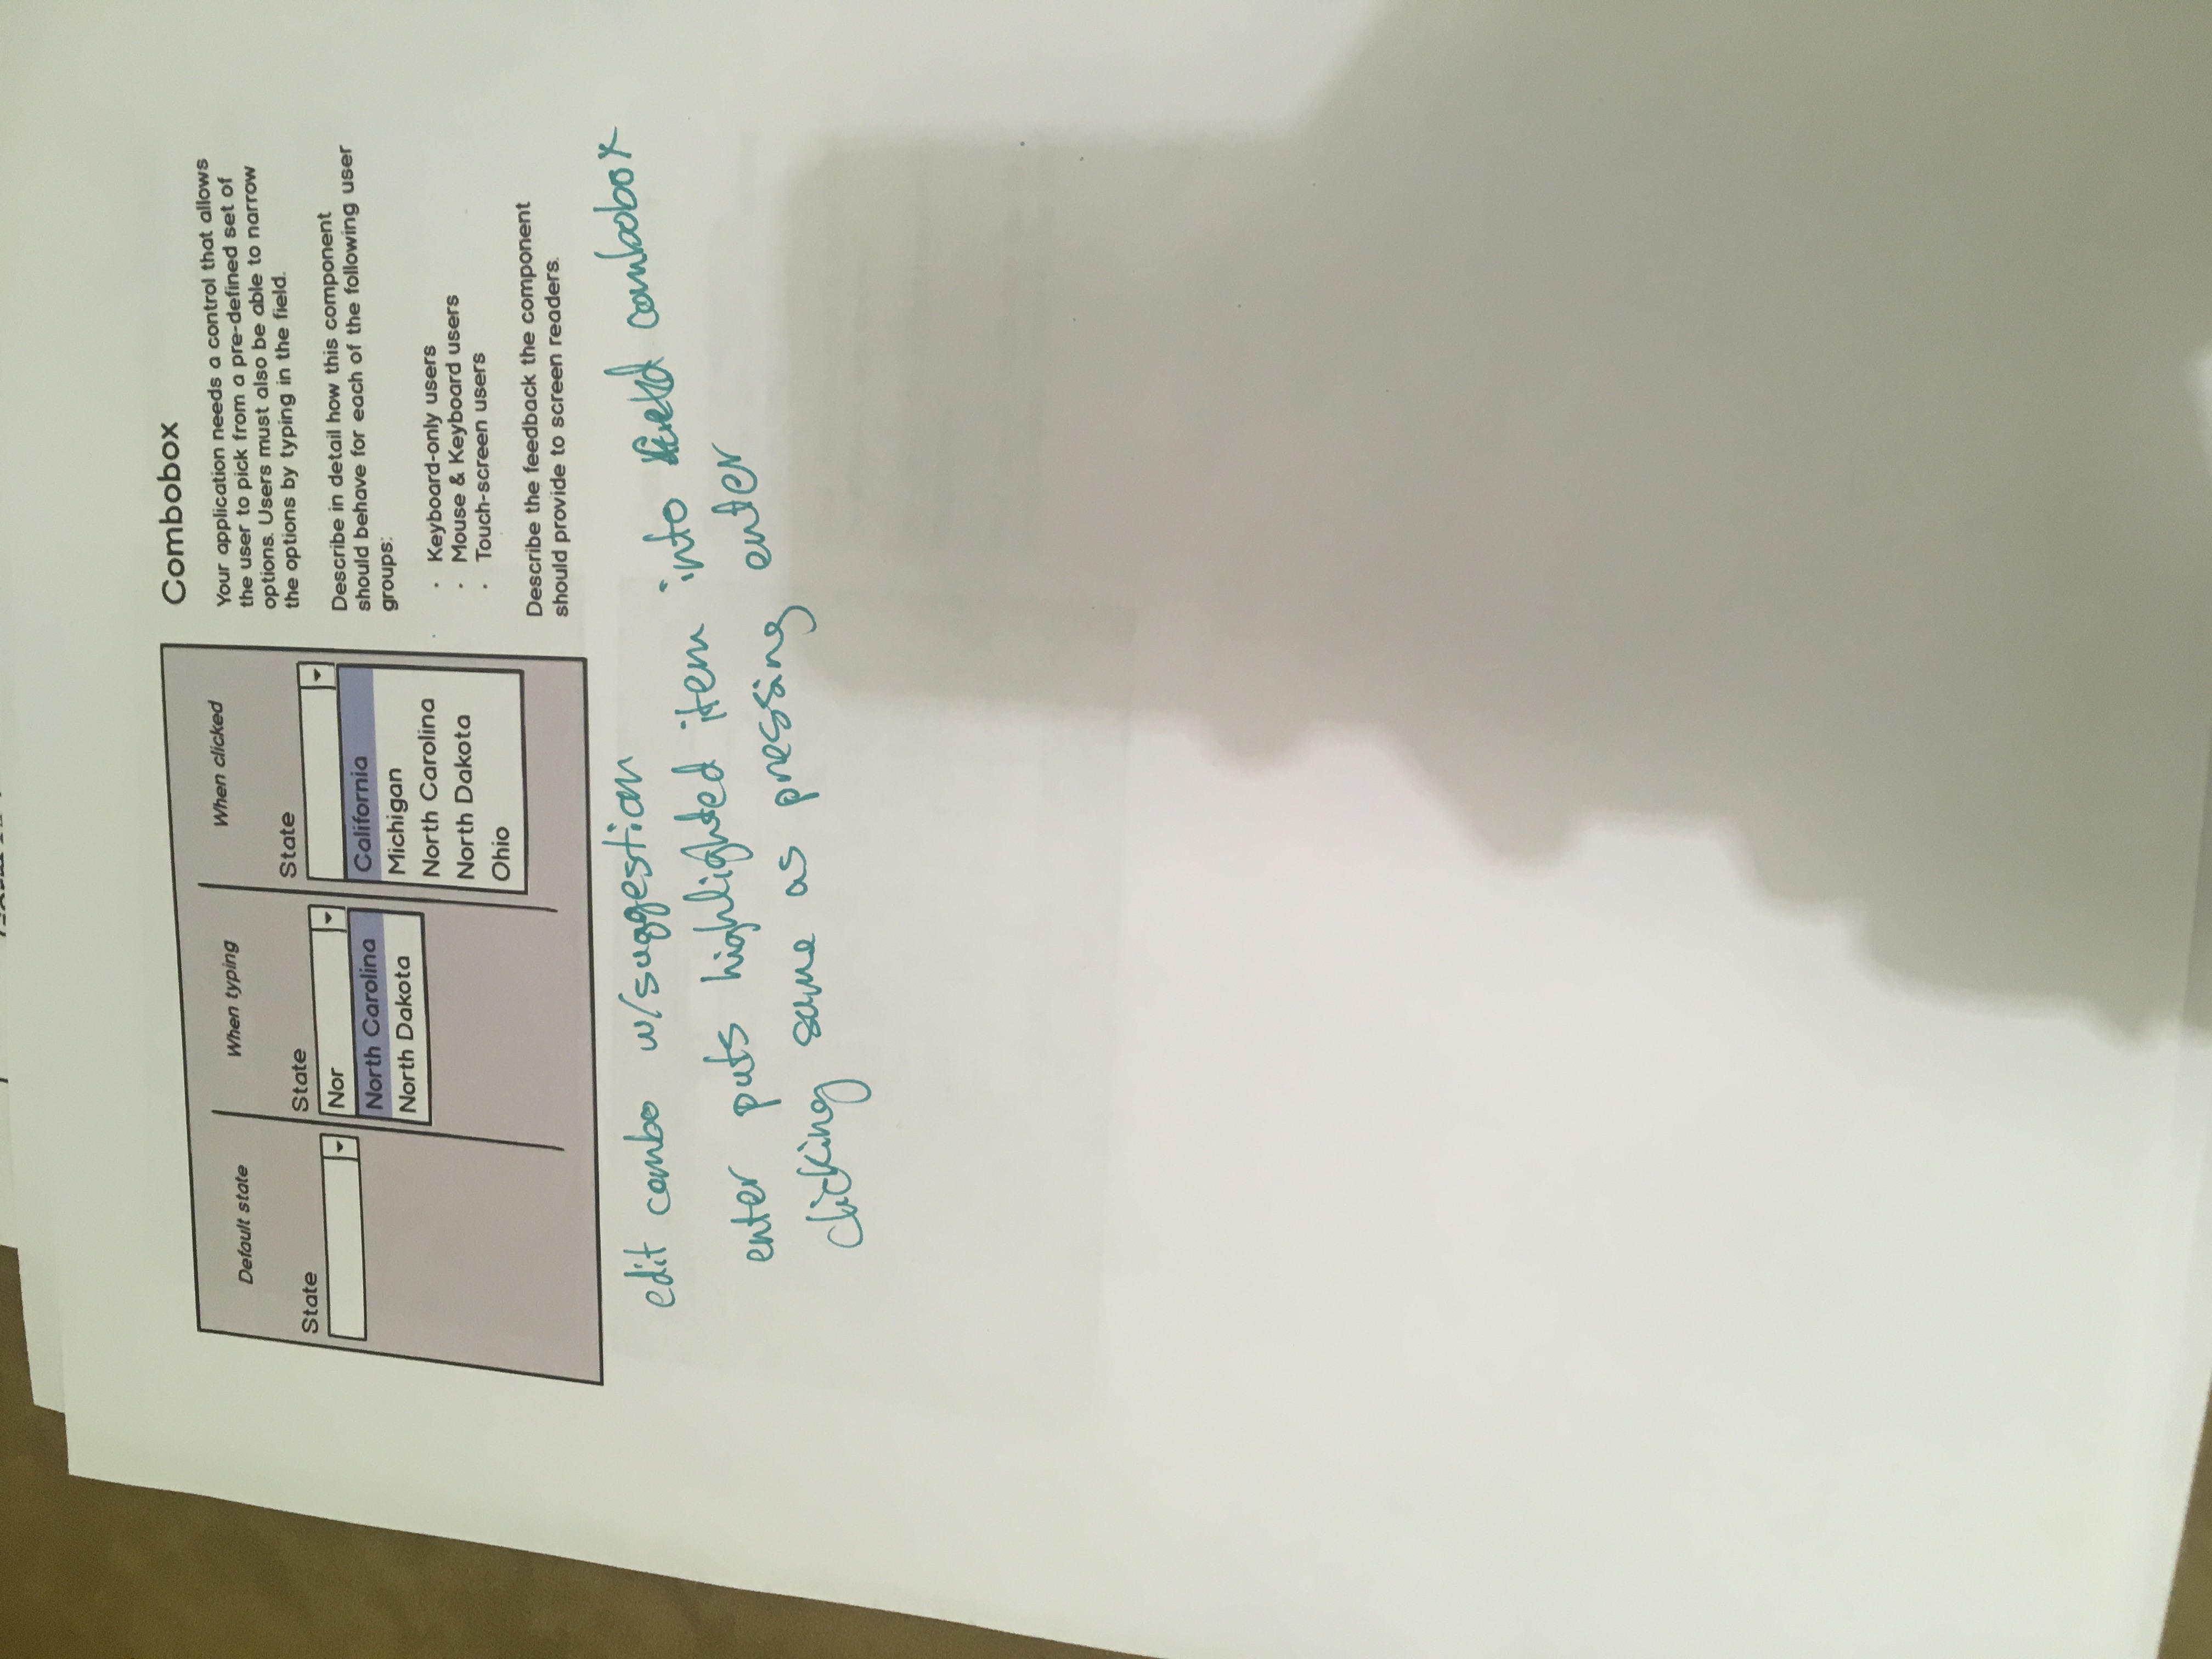 Default state
State
When typing
State
Nor
North Carolina
North Dakota
When clicked
State
California
Michigan
North Carolina
North Dakota
Ohio
Combobox
Your application needs a control that allows
the user to pick from a pre-defined set of
options. Users must also be able to narrow
the options by typing in the field.
Describe in detail how this component
should behave for each of the following user
groups:
· Keyboard-only users
· Mouse & Keyboard users
· Touch-screen users
Describe the feedback the component
should provide to screen readers.
edit combo w/suggestion
enter puts highlighted item into combobox
clicking same as pressing enter